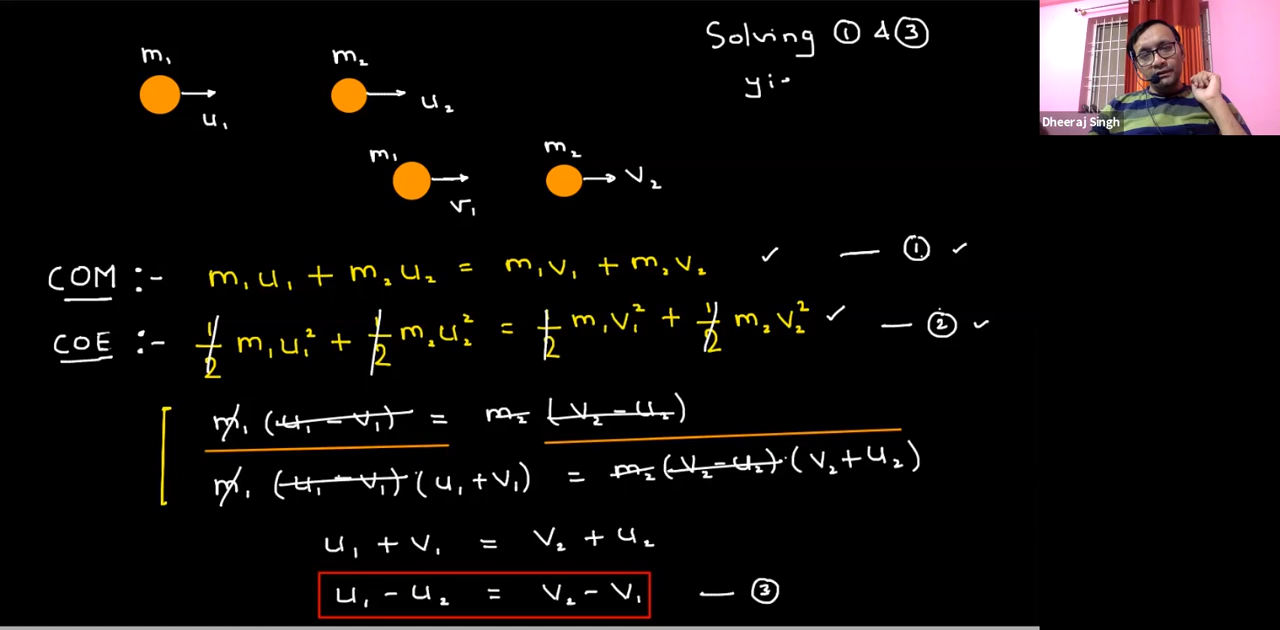 Solving ① & ③
yi
Dheeraj Singh
m₁ m₂
u₁ u₂
m₁ m₂
v₁ v₂
COM :- m₁u₁ + m₂u₂ = m₁v₁ + m₂v₂ ✓ — ① ✓
COE :- 1/2 m₁u₁² + 1/2 m₂u₂² = 1/2 m₁v₁² + 1/2 m₂v₂² ✓ — ② ✓
m₁ (u₁ - v₁) = m₂ (v₂ - u₂)
m₁ (u₁ - v₁) (u₁ + v₁) = m₂ (v₂ - u₂) (v₂ + u₂)
u₁ + v₁ = v₂ + u₂
u₁ - u₂ = v₂ - v₁ — ③